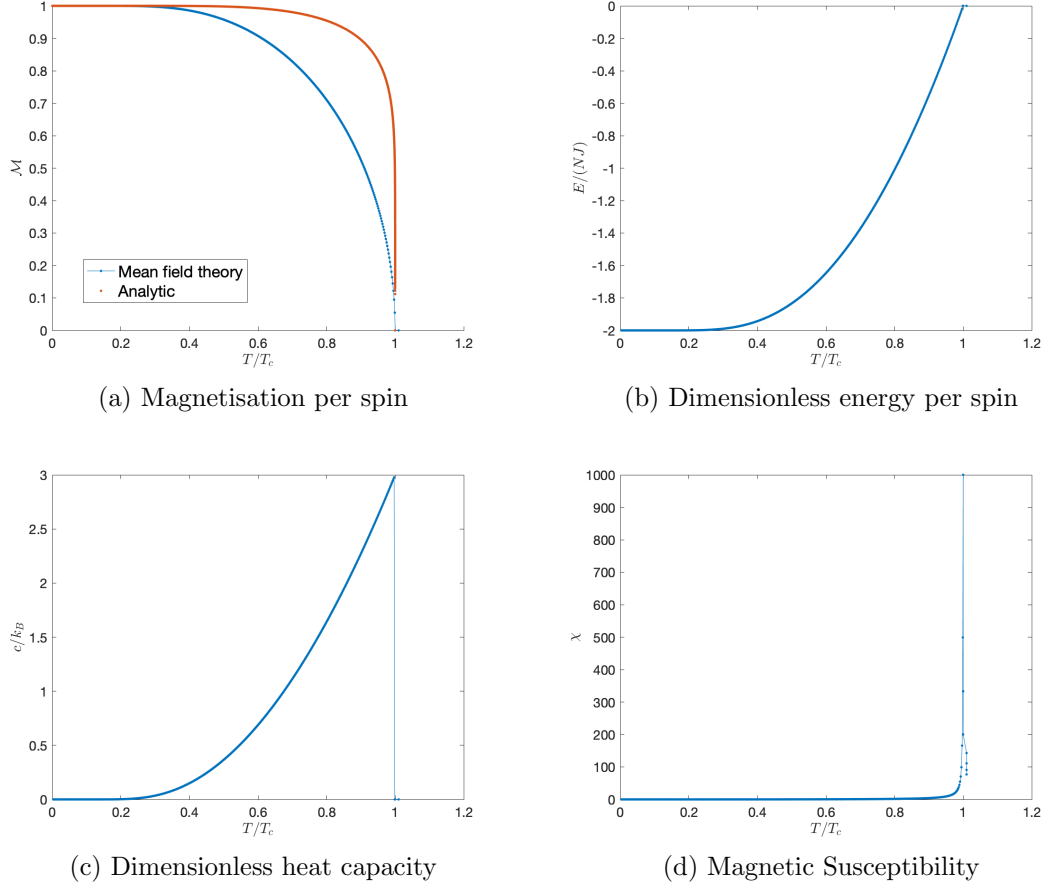 1
0.9
0.8
0.7
0.6
0.5
0.4
0.3
0.2
0.1
0
ℳ
Mean field theory
Analytic
0 0.2 0.4 0.6 0.8 1 1.2
T/T_c
(a) Magnetisation per spin
0
-0.2
-0.4
-0.6
-0.8
-1
-1.2
-1.4
-1.6
-1.8
-2
E/(NJ)
0 0.2 0.4 0.6 0.8 1 1.2
T/T_c
(b) Dimensionless energy per spin
3
2.5
2
1.5
1
0.5
0
c/k_B
0 0.2 0.4 0.6 0.8 1 1.2
T/T_c
(c) Dimensionless heat capacity
1000
900
800
700
600
500
400
300
200
100
0
χ
0 0.2 0.4 0.6 0.8 1 1.2
T/T_c
(d) Magnetic Susceptibility